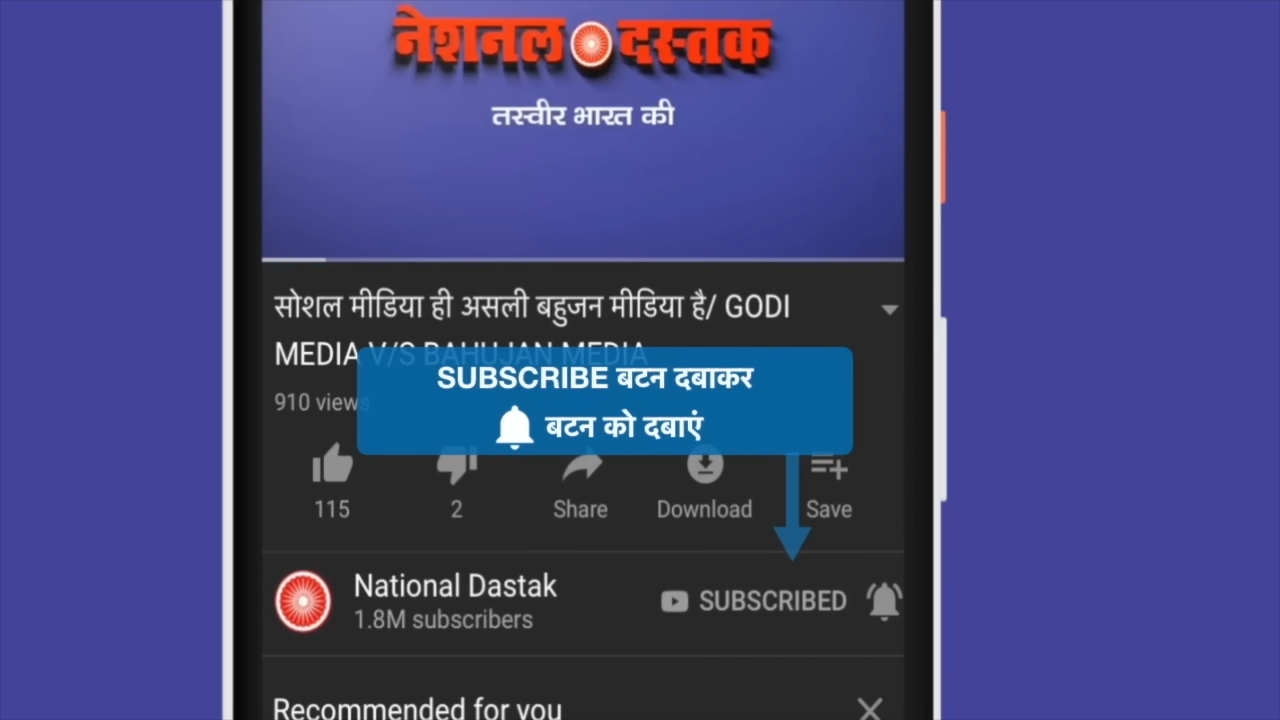 नेशनल दस्तक
तस्वीर भारत की
सोशल मीडिया ही असली बहुजन मीडिया है/ GODI
MEDIA V/S BAHUJAN MEDIA
910 views
SUBSCRIBE बटन दबाकर
बटन को दबाएं
115
2
Share
Download
Save
National Dastak
1.8M subscribers
SUBSCRIBED
Recommended for you